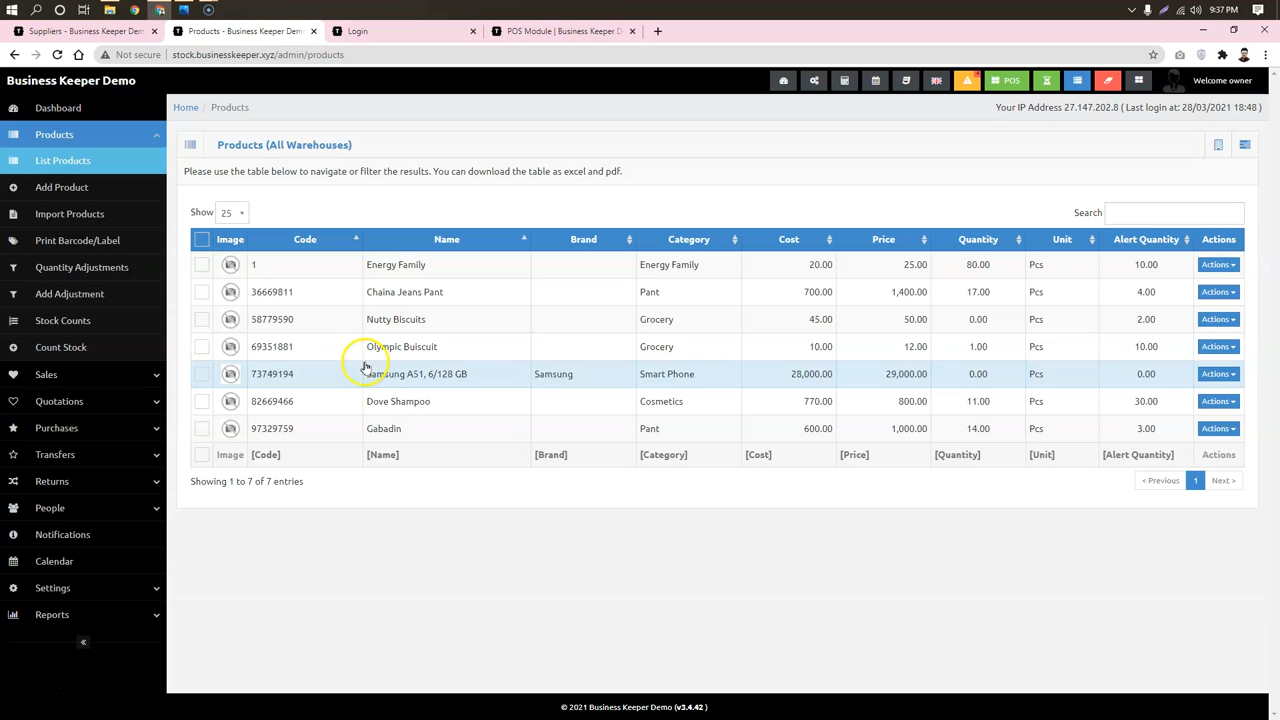 9:37 PM
Suppliers - Business Keeper Demo
Products - Business Keeper Demo
Login
POS Module | Business Keeper D
Not secure
stock.businesskeeper.xyz/admin/products
Business Keeper Demo
POS
Welcome owner
Dashboard
Home / Products
Your IP Address 27.147.202.8 ( Last login at: 28/03/2021 18:48 )
Products
List Products
Add Product
Import Products
Print Barcode/Label
Quantity Adjustments
Add Adjustment
Stock Counts
Count Stock
Sales
Quotations
Purchases
Transfers
Returns
People
Notifications
Calendar
Settings
Reports
Products (All Warehouses)
Please use the table below to navigate or filter the results. You can download the table as excel and pdf.
Show 25
Search
Image Code Name Brand Category Cost Price Quantity Unit Alert Quantity Actions
1 Energy Family Energy Family 20.00 25.00 80.00 Pcs 10.00 Actions
36669811 Chaina Jeans Pant Pant 700.00 1,400.00 17.00 Pcs 4.00 Actions
58779590 Nutty Biscuits Grocery 45.00 50.00 0.00 Pcs 2.00 Actions
69351881 Olympic Buiscuit Grocery 10.00 12.00 1.00 Pcs 10.00 Actions
73749194 Samsung A51, 6/128 GB Samsung Smart Phone 28,000.00 29,000.00 0.00 Pcs 0.00 Actions
82669466 Dove Shampoo Cosmetics 770.00 800.00 11.00 Pcs 30.00 Actions
97329759 Gabadin Pant 600.00 1,000.00 14.00 Pcs 3.00 Actions
Image [Code] [Name] [Brand] [Category] [Cost] [Price] [Quantity] [Unit] [Alert Quantity] Actions
Showing 1 to 7 of 7 entries
< Previous 1 Next >
© 2021 Business Keeper Demo (v3.4.42 )